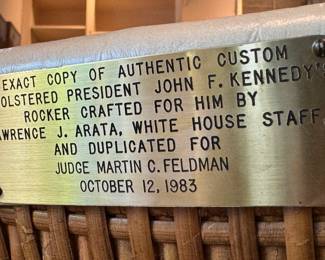 EXACT COPY OF AUTHENTIC CUSTOM
OLSTERED PRESIDENT JOHN F. KENNEDY'
ROCKER CRAFTED FOR HIM BY
AWRENCE J. ARATA, WHITE HOUSE STAFF
AND DUPLICATED FOR
JUDGE MARTIN C. FELDMAN
OCTOBER 12, 1983